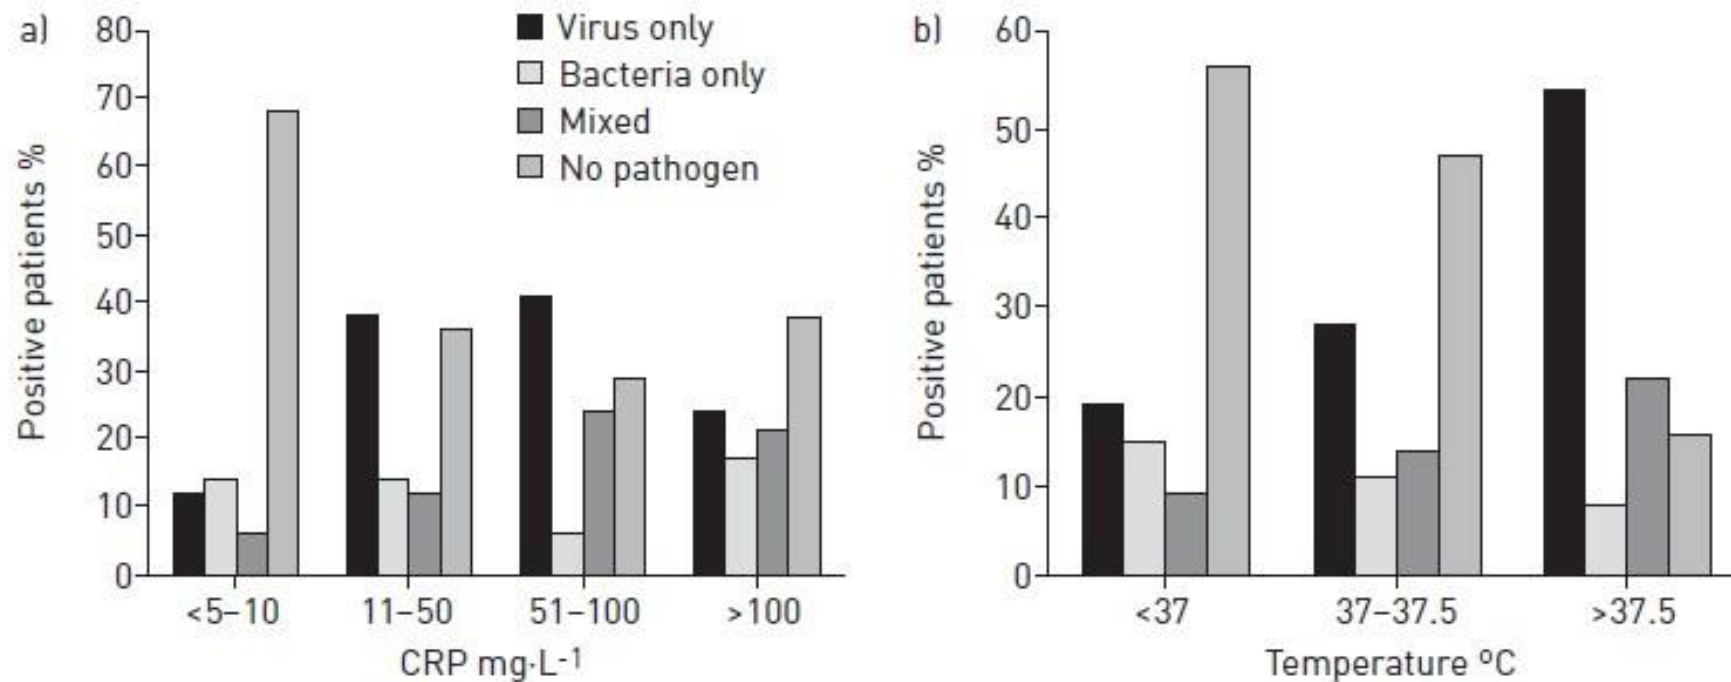 a)
Positive patients %
80
70
60
50
40
30
20
10
0
Virus only
Bacteria only
Mixed
No pathogen
<5–10 11–50 51–100 >100
CRP mg·L-1
b)
Positive patients %
60
50
40
30
20
10
0
<37 37–37.5 >37.5
Temperature ºC